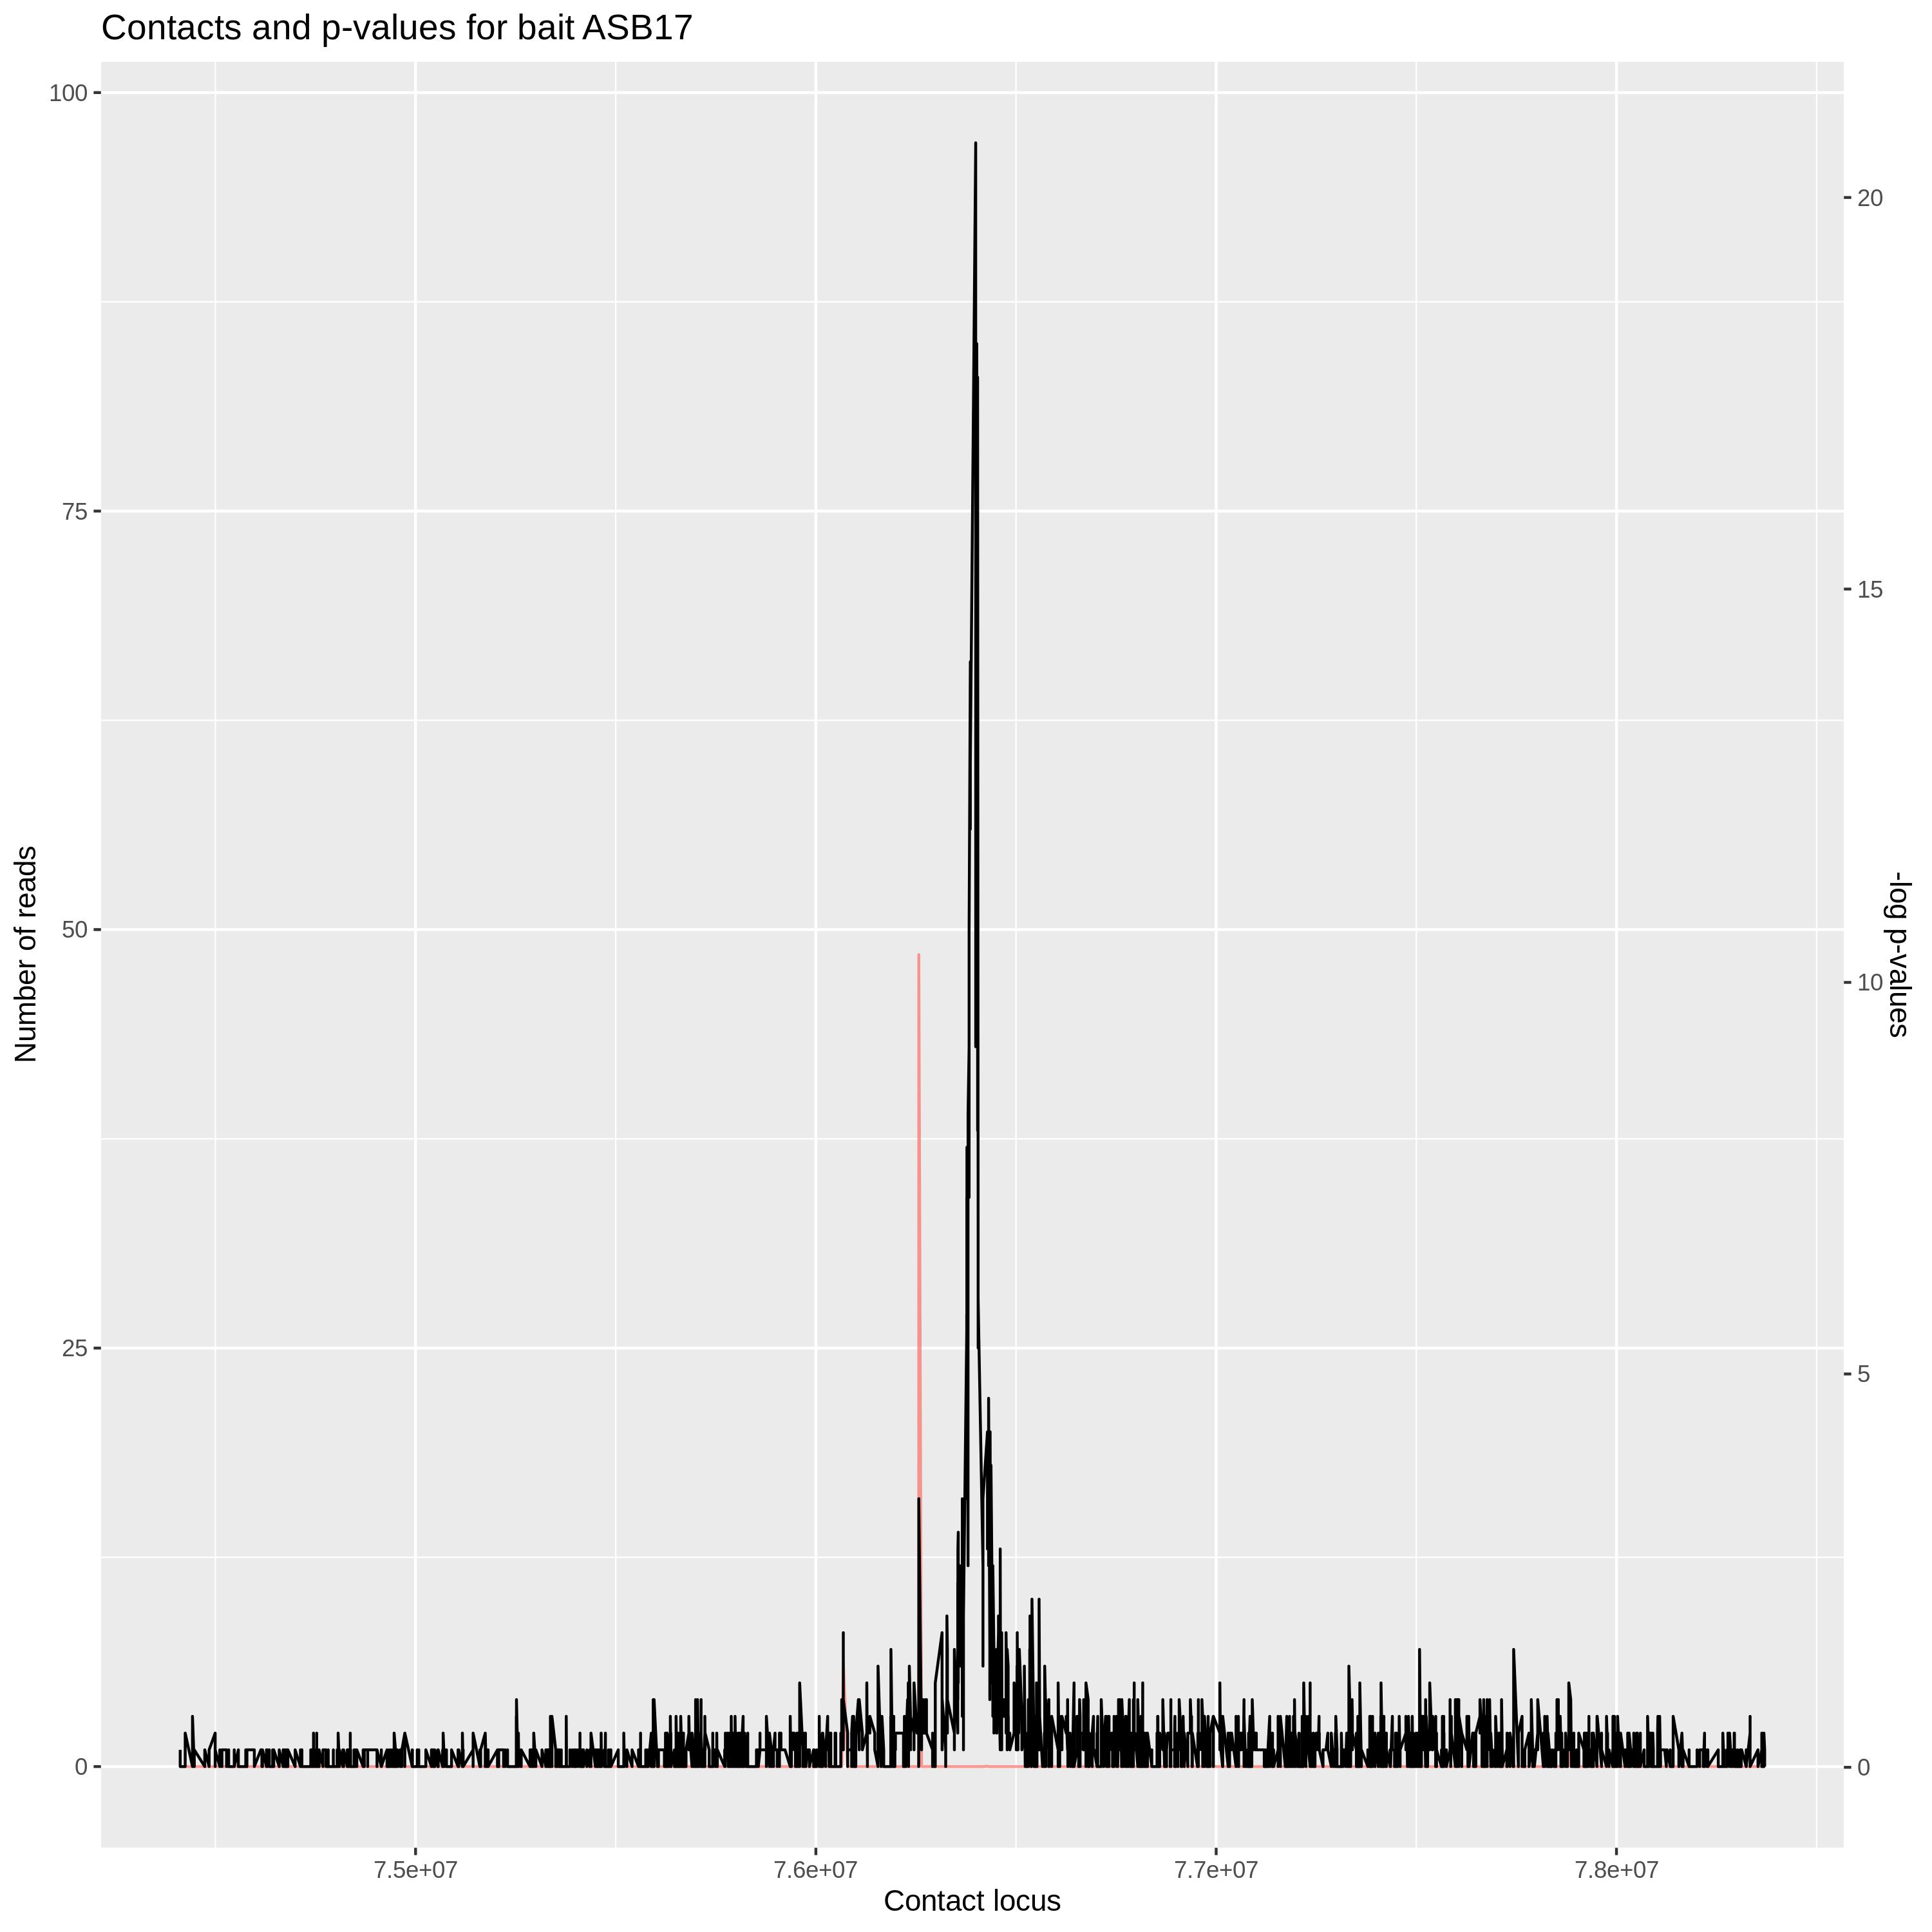 Contacts and p-values for bait ASB17
100
75
50
25
0
Number of reads
20
15
10
5
0
-log p-values
7.5e+07
7.6e+07
7.7e+07
7.8e+07
Contact locus